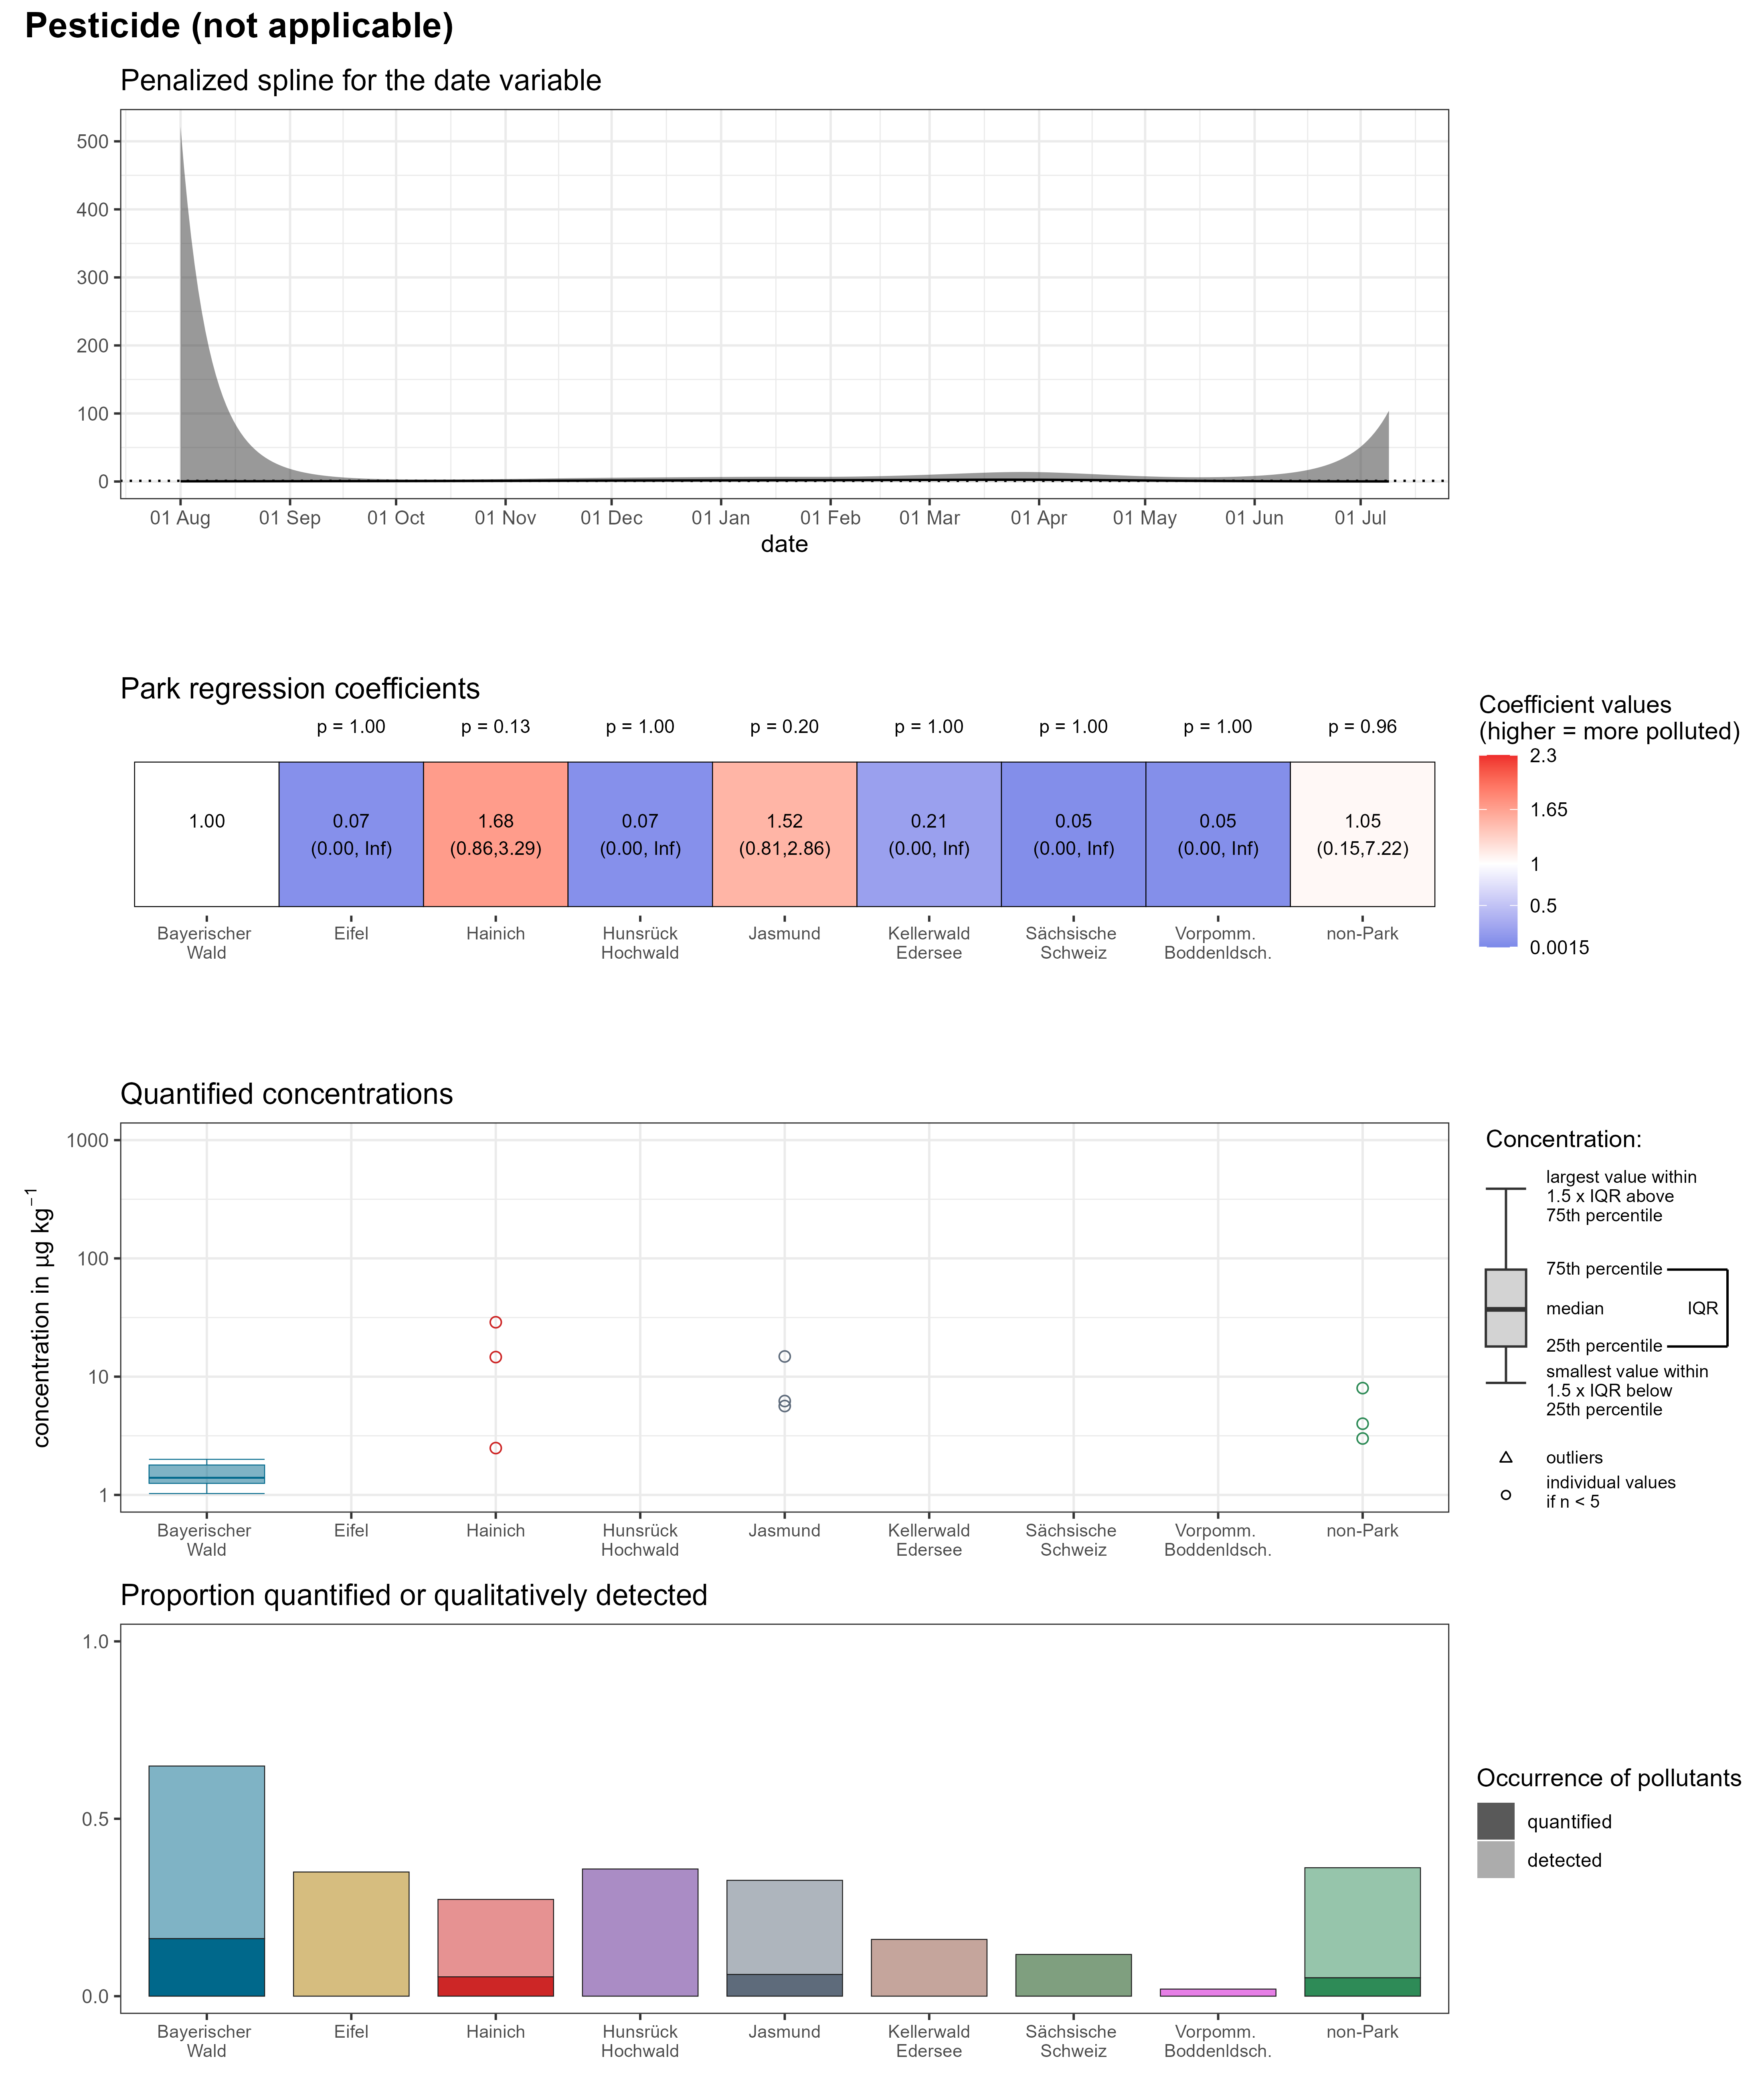 Pesticide (not applicable)
Penalized spline for the date variable
500
400
300
200
100
0
01 Aug 01 Sep 01 Oct 01 Nov 01 Dec 01 Jan 01 Feb 01 Mar 01 Apr 01 May 01 Jun 01 Jul
date
Park regression coefficients
p = 1.00 p = 0.13 p = 1.00 p = 0.20 p = 1.00 p = 1.00 p = 1.00 p = 0.96
1.00 0.07 1.68 0.07 1.52 0.21 0.05 0.05 1.05
(0.00, Inf) (0.86,3.29) (0.00, Inf) (0.81,2.86) (0.00, Inf) (0.00, Inf) (0.00, Inf) (0.15,7.22)
Bayerischer Eifel Hainich Hunsrück Jasmund Kellerwald Sächsische Vorpomm. non-Park
Wald Hochwald Edersee Schweiz Boddenldsch.
Coefficient values
(higher = more polluted)
2.3
1.65
1
0.5
0.0015
Quantified concentrations
concentration in µg kg⁻¹
1000
100
10
1
Bayerischer Eifel Hainich Hunsrück Jasmund Kellerwald Sächsische Vorpomm. non-Park
Wald Hochwald Edersee Schweiz Boddenldsch.
Concentration:
largest value within
1.5 x IQR above
75th percentile
75th percentile
median IQR
25th percentile
smallest value within
1.5 x IQR below
25th percentile
outliers
individual values
if n < 5
Proportion quantified or qualitatively detected
1.0
0.5
0.0
Bayerischer Eifel Hainich Hunsrück Jasmund Kellerwald Sächsische Vorpomm. non-Park
Wald Hochwald Edersee Schweiz Boddenldsch.
Occurrence of pollutants
quantified
detected